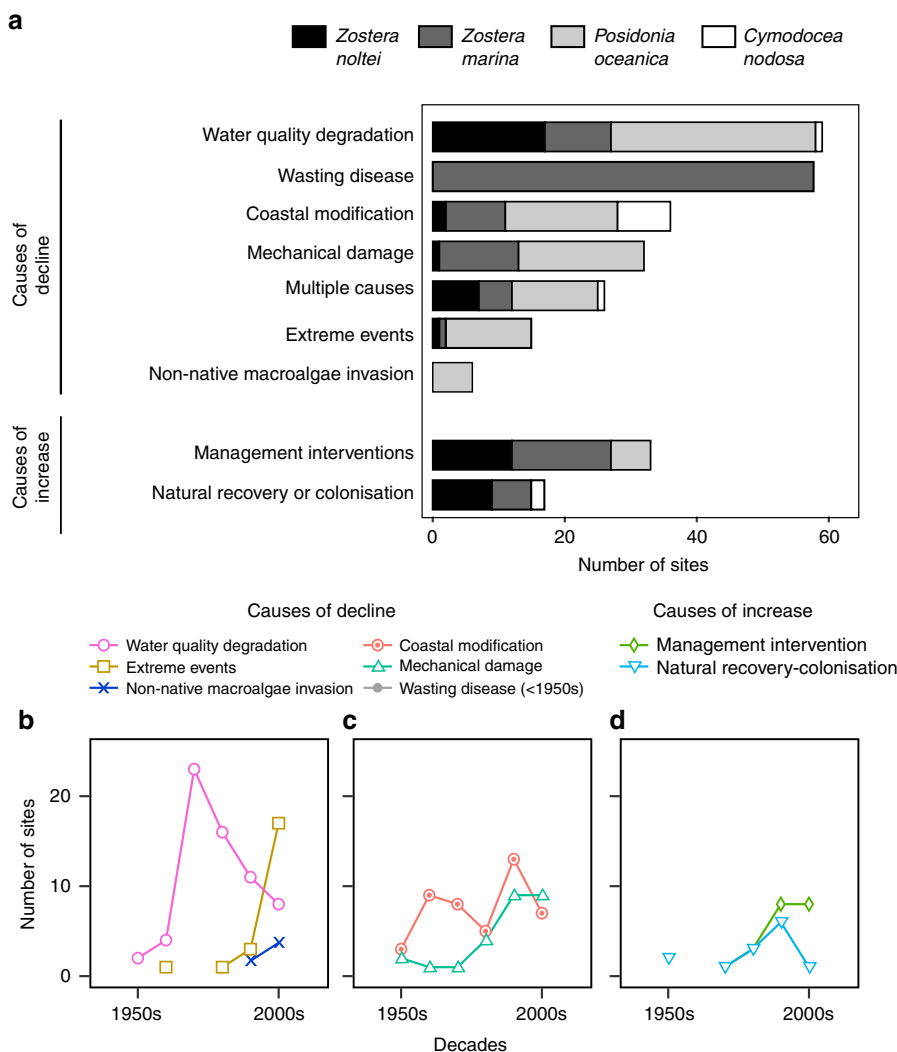 a
Zostera noltei
Zostera marina
Posidonia oceanica
Cymodocea nodosa
Causes of decline
Water quality degradation
Wasting disease
Coastal modification
Mechanical damage
Multiple causes
Extreme events
Non-native macroalgae invasion
Causes of increase
Management interventions
Natural recovery or colonisation
0 20 40 60
Number of sites
Causes of decline
Water quality degradation
Extreme events
Non-native macroalgae invasion
Coastal modification
Mechanical damage
Wasting disease (<1950s)
Causes of increase
Management intervention
Natural recovery-colonisation
b
c
d
Number of sites
20
10
0
1950s 2000s
1950s 2000s
1950s 2000s
Decades